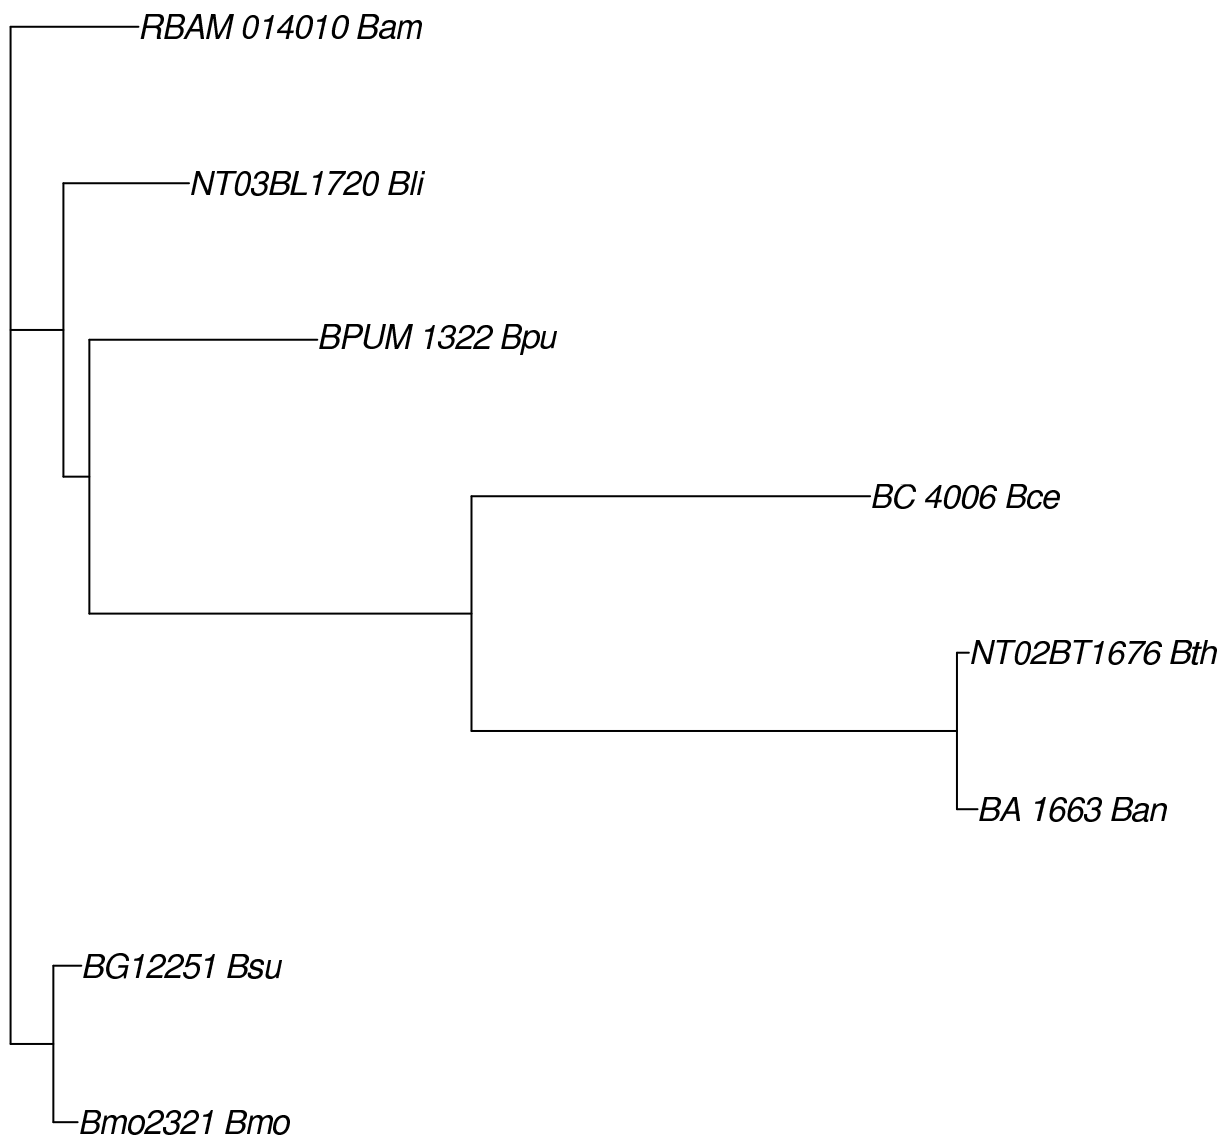 RBAM 014010 Bam
NT03BL1720 Bli
BPUM 1322 Bpu
BC 4006 Bce
NT02BT1676 Bth
BA 1663 Ban
BG12251 Bsu
Bmo2321 Bmo